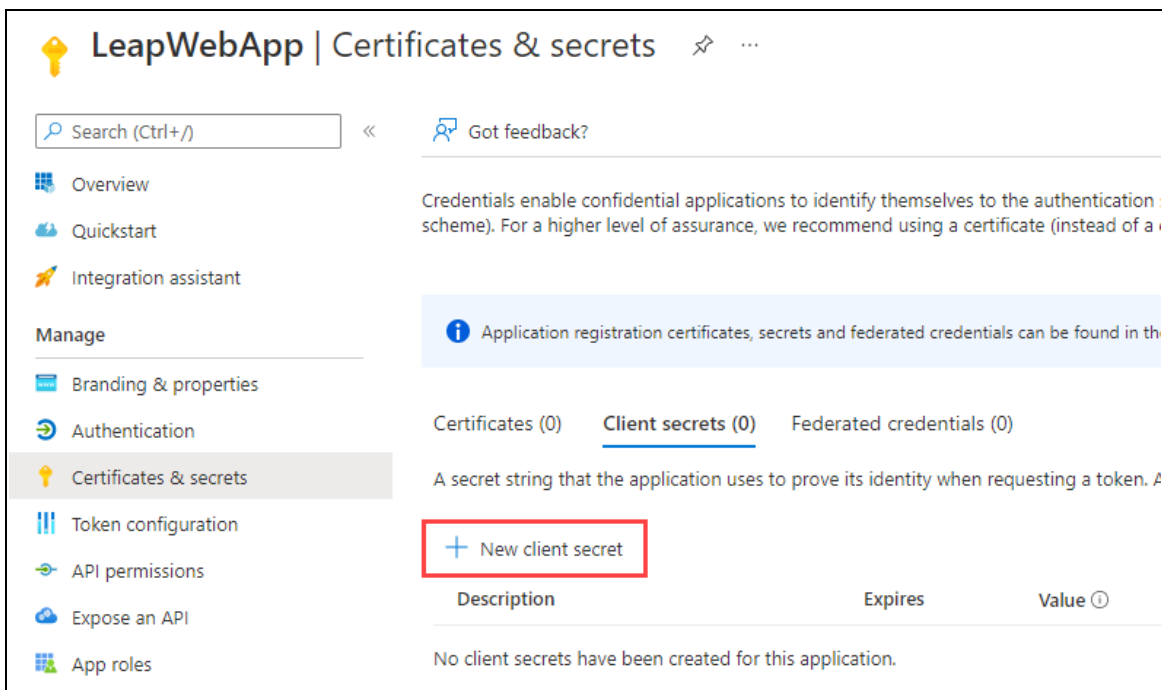 LeapWebApp | Certificates & secrets
Search (Ctrl+/)
Overview
Quickstart
Integration assistant
Manage
Branding & properties
Authentication
Certificates & secrets
Token configuration
API permissions
Expose an API
App roles
Got feedback?
Credentials enable confidential applications to identify themselves to the authentication
scheme). For a higher level of assurance, we recommend using a certificate (instead of a
Application registration certificates, secrets and federated credentials can be found in the
Certificates (0) Client secrets (0) Federated credentials (0)
A secret string that the application uses to prove its identity when requesting a token. A
New client secret
Description Expires Value
No client secrets have been created for this application.